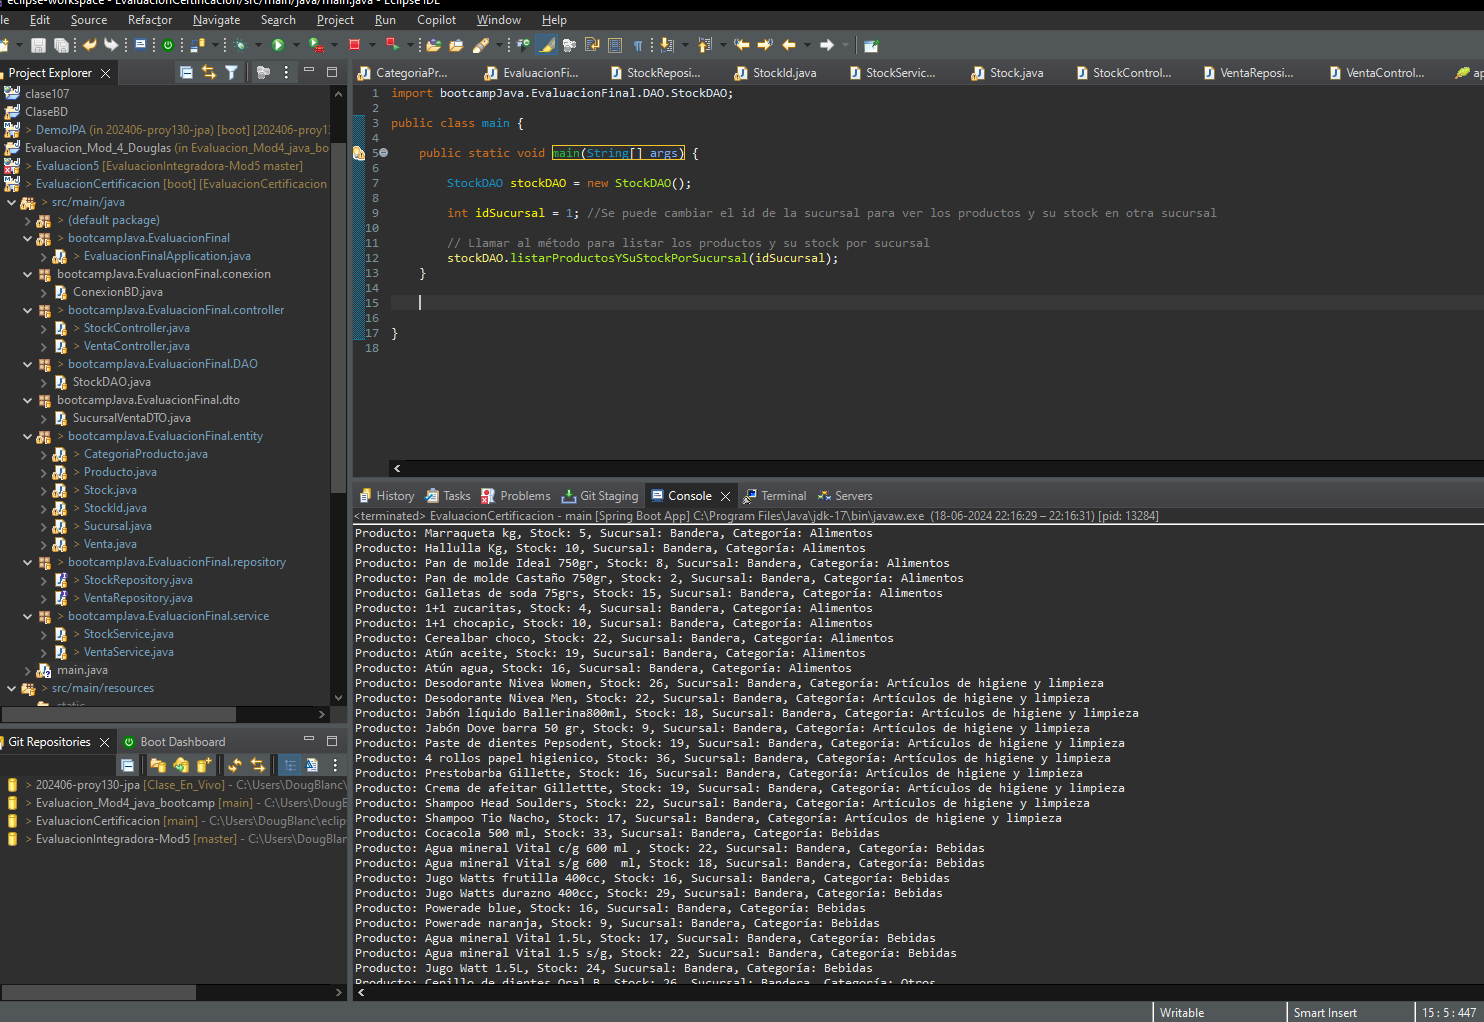 eclipse-workspace - EvaluacionCertificacion/src/main/java/main.java - Eclipse IDE
le Edit Source Refactor Navigate Search Project Run Copilot Window Help
Project Explorer
clase107
ClaseBD
> DemoJPA (in 202406-proy130-jpa) [boot] [202406-proy1
Evaluacion_Mod_4_Douglas (in Evaluacion_Mod4_java_bo
> Evaluacion5 [EvaluacionIntegradora-Mod5 master]
> EvaluacionCertificacion [boot] [EvaluacionCertificacion
> src/main/java
> (default package)
> bootcampJava.EvaluacionFinal
> EvaluacionFinalApplication.java
bootcampJava.EvaluacionFinal.conexion
ConexionBD.java
> bootcampJava.EvaluacionFinal.controller
> StockController.java
> VentaController.java
> bootcampJava.EvaluacionFinal.DAO
StockDAO.java
bootcampJava.EvaluacionFinal.dto
SucursalVentaDTO.java
> bootcampJava.EvaluacionFinal.entity
> CategoriaProducto.java
> Producto.java
> Stock.java
> StockId.java
> Sucursal.java
> Venta.java
> bootcampJava.EvaluacionFinal.repository
> StockRepository.java
> VentaRepository.java
> bootcampJava.EvaluacionFinal.service
> StockService.java
> VentaService.java
main.java
> src/main/resources
static
Git Repositories Boot Dashboard
> 202406-proy130-jpa [Clase_En_Vivo] - C:\Users\DougBlanc\
> Evaluacion_Mod4_java_bootcamp [main] - C:\Users\DougB
> EvaluacionCertificacion [main] - C:\Users\DougBlanc\eclip
> EvaluacionIntegradora-Mod5 [master] - C:\Users\DougBlan
CategoriaPr... EvaluacionFi... StockReposi... StockId.java StockServic... Stock.java StockControl... VentaReposi... VentaControl... ap
1 import bootcampJava.EvaluacionFinal.DAO.StockDAO;
2
3 public class main {
4
5 public static void main(String[] args) {
6
7 StockDAO stockDAO = new StockDAO();
8
9 int idSucursal = 1; //Se puede cambiar el id de la sucursal para ver los productos y su stock en otra sucursal
10
11 // Llamar al método para listar los productos y su stock por sucursal
12 stockDAO.listarProductosYSuStockPorSucursal(idSucursal);
13 }
14
15
16
17 }
18
History Tasks Problems Git Staging Console Terminal Servers
<terminated> EvaluacionCertificacion - main [Spring Boot App] C:\Program Files\Java\jdk-17\bin\javaw.exe (18-06-2024 22:16:29 – 22:16:31) [pid: 13284]
Producto: Marraqueta kg, Stock: 5, Sucursal: Bandera, Categoría: Alimentos
Producto: Hallulla Kg, Stock: 10, Sucursal: Bandera, Categoría: Alimentos
Producto: Pan de molde Ideal 750gr, Stock: 8, Sucursal: Bandera, Categoría: Alimentos
Producto: Pan de molde Castaño 750gr, Stock: 2, Sucursal: Bandera, Categoría: Alimentos
Producto: Galletas de soda 75grs, Stock: 15, Sucursal: Bandera, Categoría: Alimentos
Producto: 1+1 zucaritas, Stock: 4, Sucursal: Bandera, Categoría: Alimentos
Producto: 1+1 chocapic, Stock: 10, Sucursal: Bandera, Categoría: Alimentos
Producto: Cerealbar choco, Stock: 22, Sucursal: Bandera, Categoría: Alimentos
Producto: Atún aceite, Stock: 19, Sucursal: Bandera, Categoría: Alimentos
Producto: Atún agua, Stock: 16, Sucursal: Bandera, Categoría: Alimentos
Producto: Desodorante Nivea Women, Stock: 26, Sucursal: Bandera, Categoría: Artículos de higiene y limpieza
Producto: Desodorante Nivea Men, Stock: 22, Sucursal: Bandera, Categoría: Artículos de higiene y limpieza
Producto: Jabón líquido Ballerina800ml, Stock: 18, Sucursal: Bandera, Categoría: Artículos de higiene y limpieza
Producto: Jabón Dove barra 50 gr, Stock: 9, Sucursal: Bandera, Categoría: Artículos de higiene y limpieza
Producto: Paste de dientes Pepsodent, Stock: 19, Sucursal: Bandera, Categoría: Artículos de higiene y limpieza
Producto: 4 rollos papel higienico, Stock: 36, Sucursal: Bandera, Categoría: Artículos de higiene y limpieza
Producto: Prestobarba Gillette, Stock: 16, Sucursal: Bandera, Categoría: Artículos de higiene y limpieza
Producto: Crema de afeitar Gillettte, Stock: 19, Sucursal: Bandera, Categoría: Artículos de higiene y limpieza
Producto: Shampoo Head Soulders, Stock: 22, Sucursal: Bandera, Categoría: Artículos de higiene y limpieza
Producto: Shampoo Tio Nacho, Stock: 17, Sucursal: Bandera, Categoría: Artículos de higiene y limpieza
Producto: Cocacola 500 ml, Stock: 33, Sucursal: Bandera, Categoría: Bebidas
Producto: Agua mineral Vital c/g 600 ml , Stock: 22, Sucursal: Bandera, Categoría: Bebidas
Producto: Agua mineral Vital s/g 600  ml, Stock: 18, Sucursal: Bandera, Categoría: Bebidas
Producto: Jugo Watts frutilla 400cc, Stock: 16, Sucursal: Bandera, Categoría: Bebidas
Producto: Jugo Watts durazno 400cc, Stock: 29, Sucursal: Bandera, Categoría: Bebidas
Producto: Powerade blue, Stock: 16, Sucursal: Bandera, Categoría: Bebidas
Producto: Powerade naranja, Stock: 9, Sucursal: Bandera, Categoría: Bebidas
Producto: Agua mineral Vital 1.5L, Stock: 17, Sucursal: Bandera, Categoría: Bebidas
Producto: Agua mineral Vital 1.5 s/g, Stock: 22, Sucursal: Bandera, Categoría: Bebidas
Producto: Jugo Watt 1.5L, Stock: 24, Sucursal: Bandera, Categoría: Bebidas
Producto: Cepillo de dientes Oral B, Stock: 26, Sucursal: Bandera, Categoría: Otros
Writable Smart Insert 15 : 5 : 447